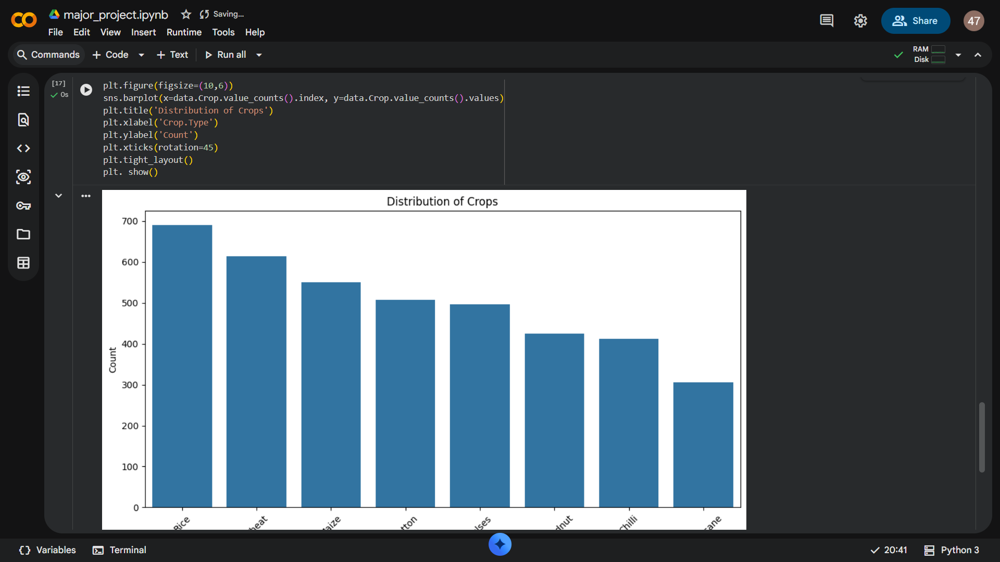 major_project.ipynb
Saving...
File Edit View Insert Runtime Tools Help
Share
47
Commands
+ Code
+ Text
Run all
RAM
Disk
[17]
0s
plt.figure(figsize=(10,6))
sns.barplot(x=data.Crop.value_counts().index, y=data.Crop.value_counts().values)
plt.title('Distribution of Crops')
plt.xlabel('Crop.Type')
plt.ylabel('Count')
plt.xticks(rotation=45)
plt.tight_layout()
plt. show()
Distribution of Crops
700
600
500
400
300
200
100
0
Count
Rice
heat
aize
tton
lses
dnut
Chilli
cane
Variables
Terminal
20:41
Python 3